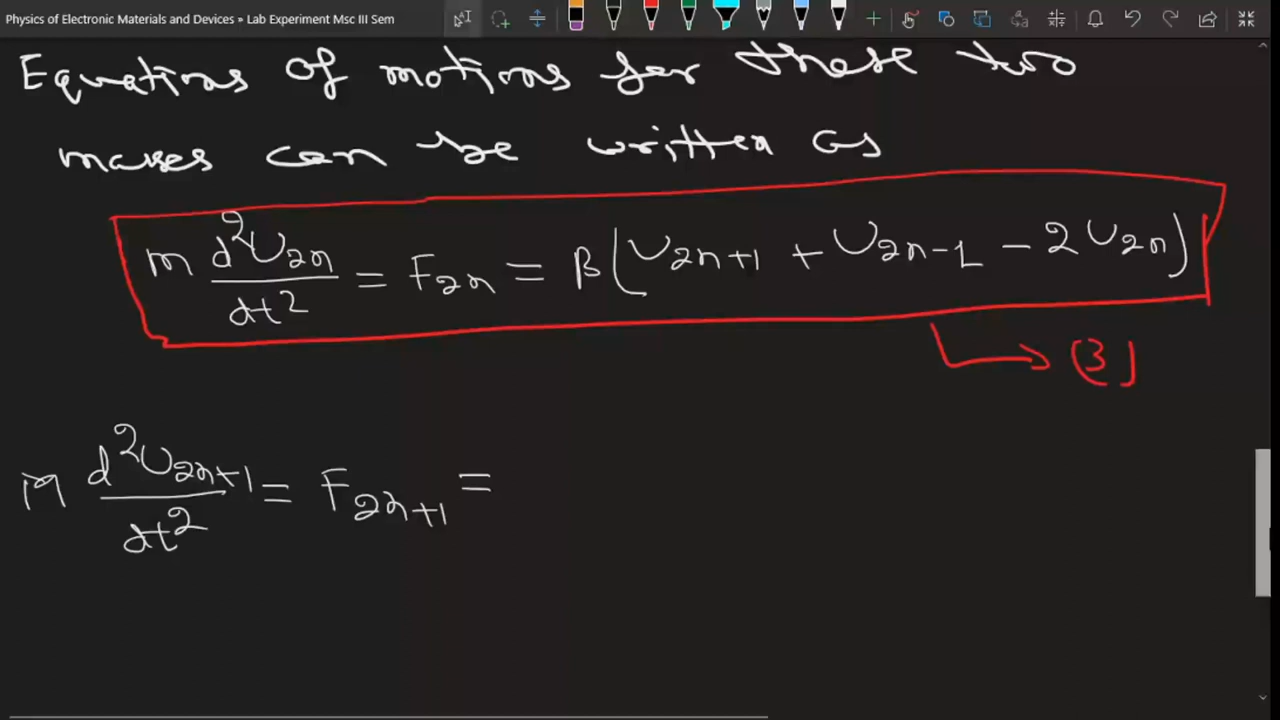 Physics of Electronic Materials and Devices » Lab Experiment Msc III Sem
Equations of motions for these two
masses can be written as
m d²U₂ₙ/dt² = F₂ₙ = β(U₂ₙ₊₁ + U₂ₙ₋₁ − 2U₂ₙ)
→ (3)
M d²U₂ₙ₊₁/dt² = F₂ₙ₊₁ =